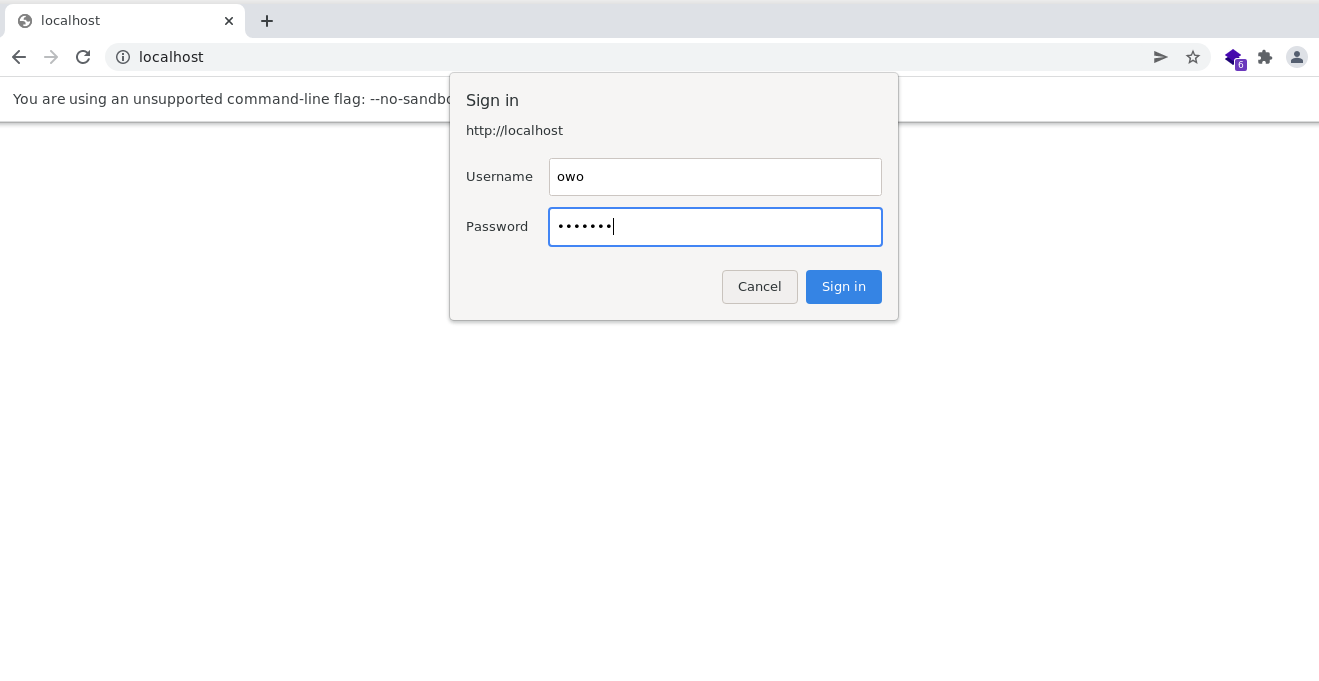 localhost
localhost
6
You are using an unsupported command-line flag: --no-sandbo
Sign in
http://localhost
Username owo
Password •••••••
Cancel Sign in